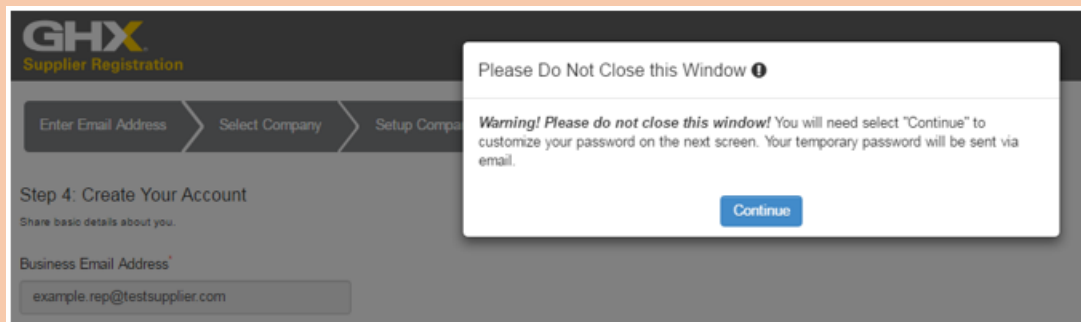 GHX
Supplier Registration
Enter Email Address
Select Company
Setup Compa
Please Do Not Close this Window
Warning! Please do not close this window! You will need select "Continue" to
customize your password on the next screen. Your temporary password will be sent via
email.
Continue
Step 4: Create Your Account
Share basic details about you.
Business Email Address*
example.rep@testsupplier.com